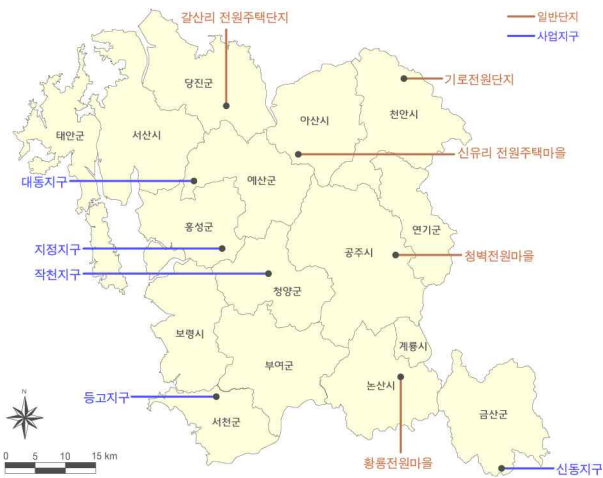 갈산리 전원주택단지
일반단지
사업지구
당진군
기로전원단지
아산시
천안시
태안군
서산시
신유리 전원주택마을
대동지구
예산군
홍성군
연기군
지정지구
공주시
청벽전원마을
작천지구
청양군
보령시
계룡시
부여군
논산시
등고지구
금산군
서천군
N
황룡전원마을
신동지구
0 5 10 15 km